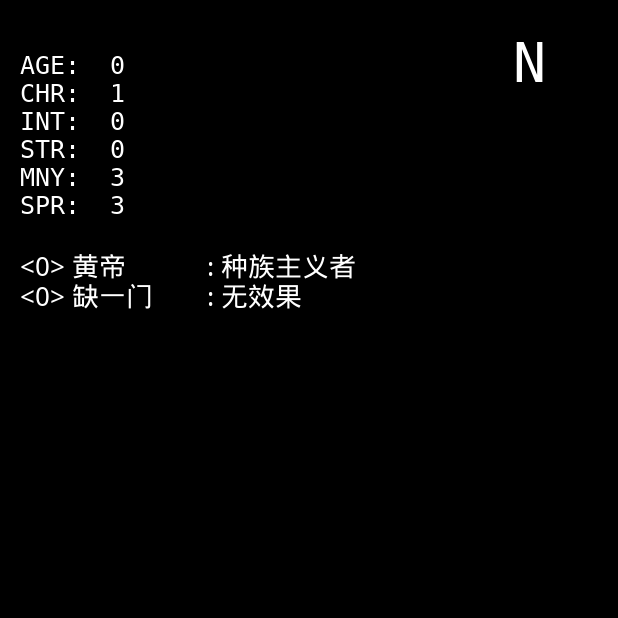 N
AGE: 0
CHR: 1
INT: 0
STR: 0
MNY: 3
SPR: 3
<O> 黄帝 :种族主义者
<O> 缺一门 :无效果